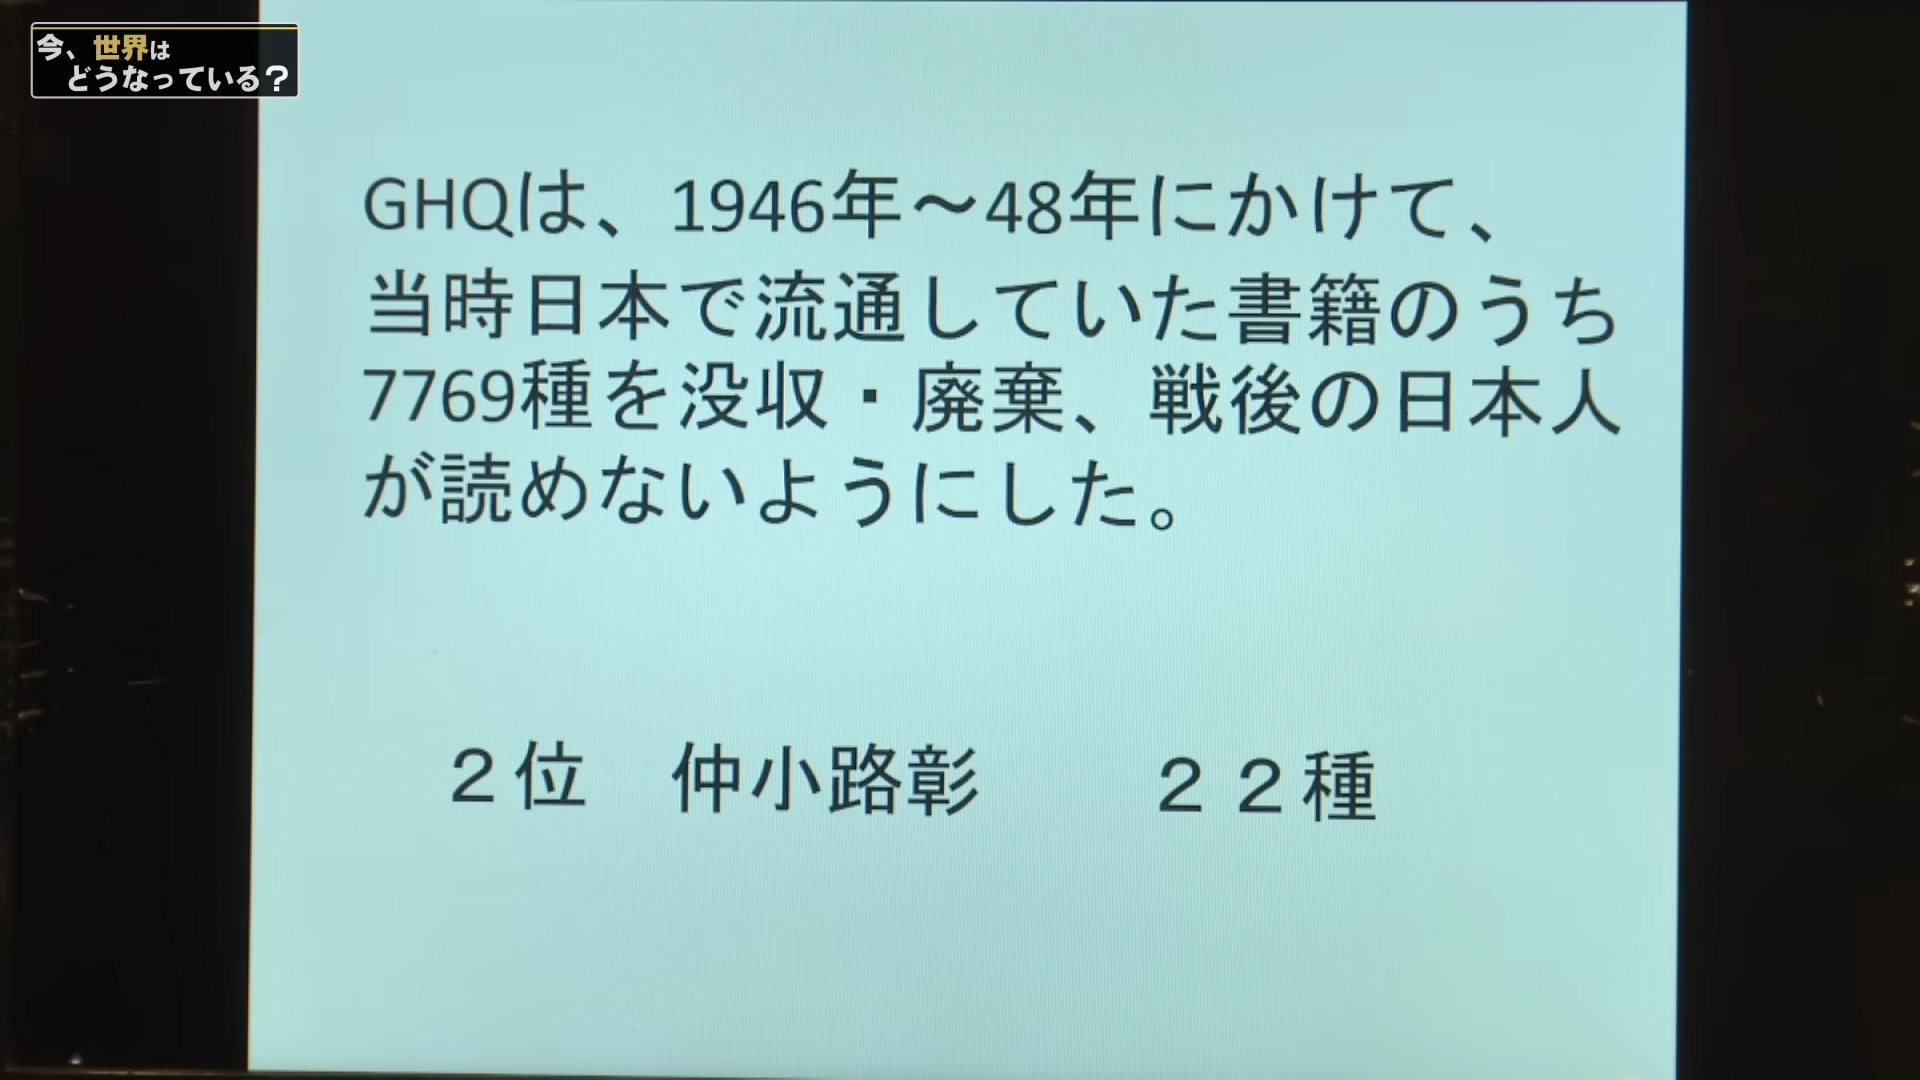 今、世界は
どうなっている？
GHQは、1946年～48年にかけて、
当時日本で流通していた書籍のうち
7769種を没収・廃棄、戦後の日本人
が読めないようにした。
２位　仲小路彰　　２２種